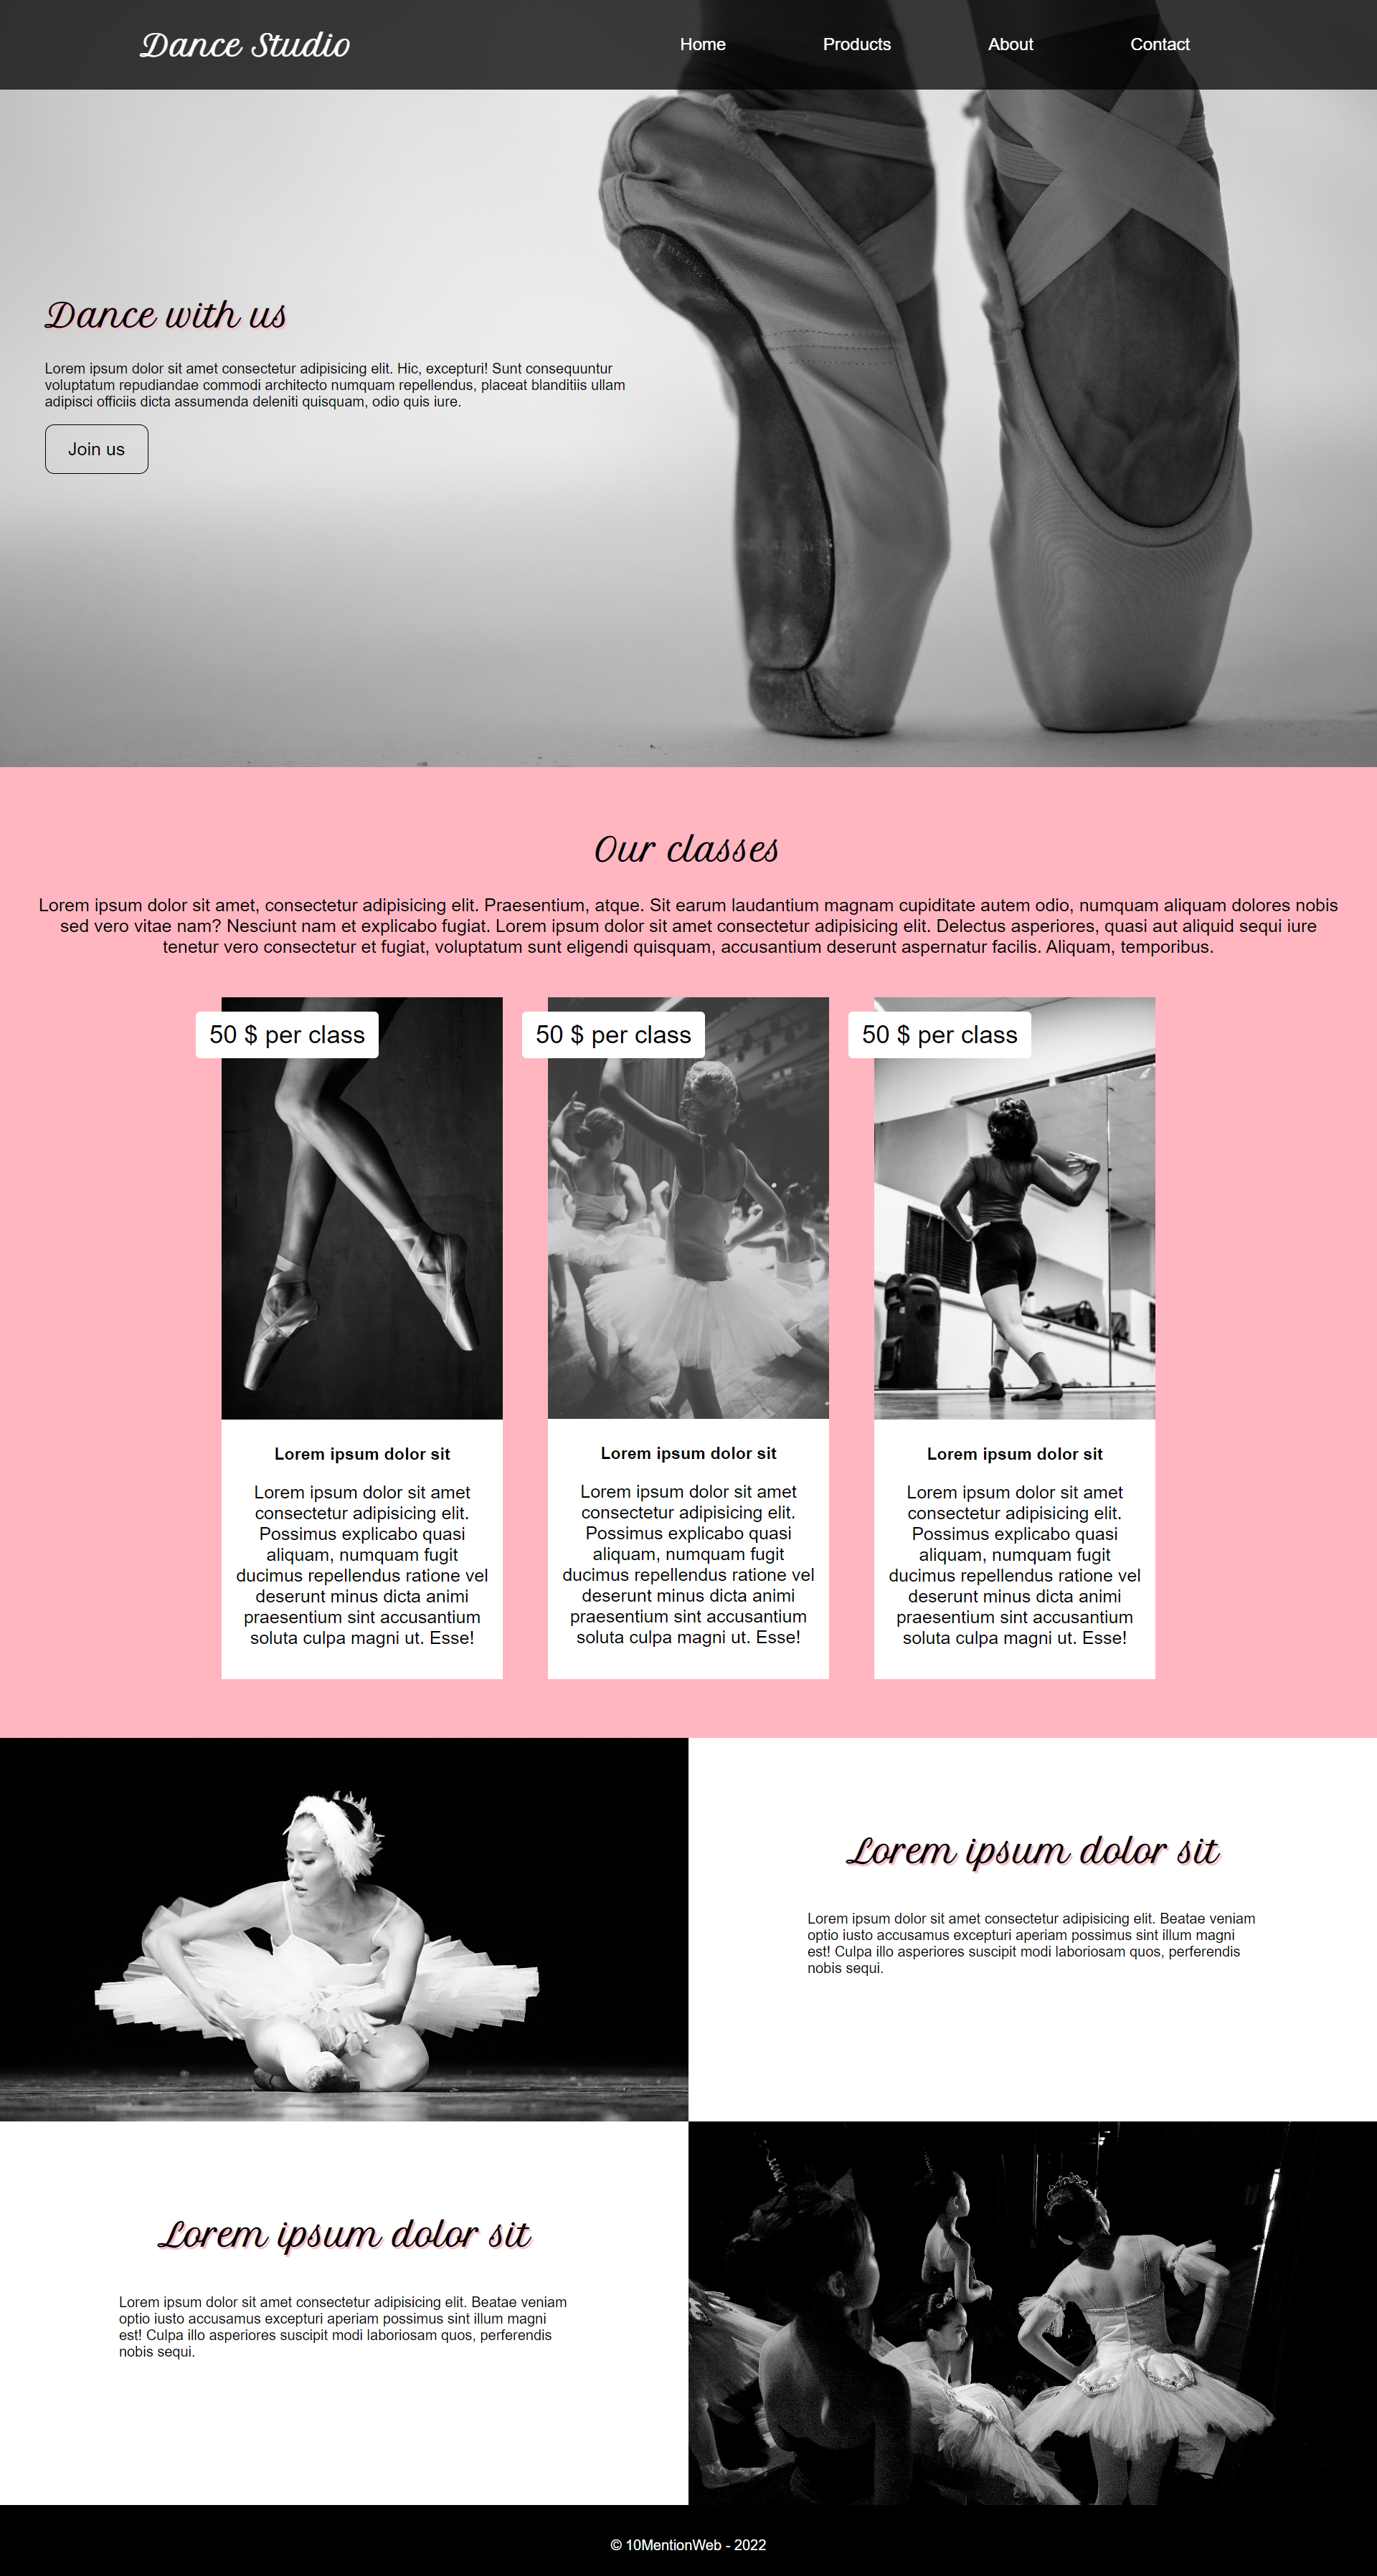 Dance Studio
Home
Products
About
Contact
Dance with us
Lorem ipsum dolor sit amet consectetur adipisicing elit. Hic, excepturi! Sunt consequuntur
voluptatum repudiandae commodi architecto numquam repellendus, placeat blanditiis ullam
adipisci officiis dicta assumenda deleniti quisquam, odio quis iure.
Join us
Our classes
Lorem ipsum dolor sit amet, consectetur adipisicing elit. Praesentium, atque. Sit earum laudantium magnam cupiditate autem odio, numquam aliquam dolores nobis
sed vero vitae nam? Nesciunt nam et explicabo fugiat. Lorem ipsum dolor sit amet consectetur adipisicing elit. Delectus asperiores, quasi aut aliquid sequi iure
tenetur vero consectetur et fugiat, voluptatum sunt eligendi quisquam, accusantium deserunt aspernatur facilis. Aliquam, temporibus.
50 $ per class
Lorem ipsum dolor sit
Lorem ipsum dolor sit amet
consectetur adipisicing elit.
Possimus explicabo quasi
aliquam, numquam fugit
ducimus repellendus ratione vel
deserunt minus dicta animi
praesentium sint accusantium
soluta culpa magni ut. Esse!
50 $ per class
Lorem ipsum dolor sit
Lorem ipsum dolor sit amet
consectetur adipisicing elit.
Possimus explicabo quasi
aliquam, numquam fugit
ducimus repellendus ratione vel
deserunt minus dicta animi
praesentium sint accusantium
soluta culpa magni ut. Esse!
50 $ per class
Lorem ipsum dolor sit
Lorem ipsum dolor sit amet
consectetur adipisicing elit.
Possimus explicabo quasi
aliquam, numquam fugit
ducimus repellendus ratione vel
deserunt minus dicta animi
praesentium sint accusantium
soluta culpa magni ut. Esse!
Lorem ipsum dolor sit
Lorem ipsum dolor sit amet consectetur adipisicing elit. Beatae veniam
optio iusto accusamus excepturi aperiam possimus sint illum magni
est! Culpa illo asperiores suscipit modi laboriosam quos, perferendis
nobis sequi.
Lorem ipsum dolor sit
Lorem ipsum dolor sit amet consectetur adipisicing elit. Beatae veniam
optio iusto accusamus excepturi aperiam possimus sint illum magni
est! Culpa illo asperiores suscipit modi laboriosam quos, perferendis
nobis sequi.
© 10MentionWeb - 2022